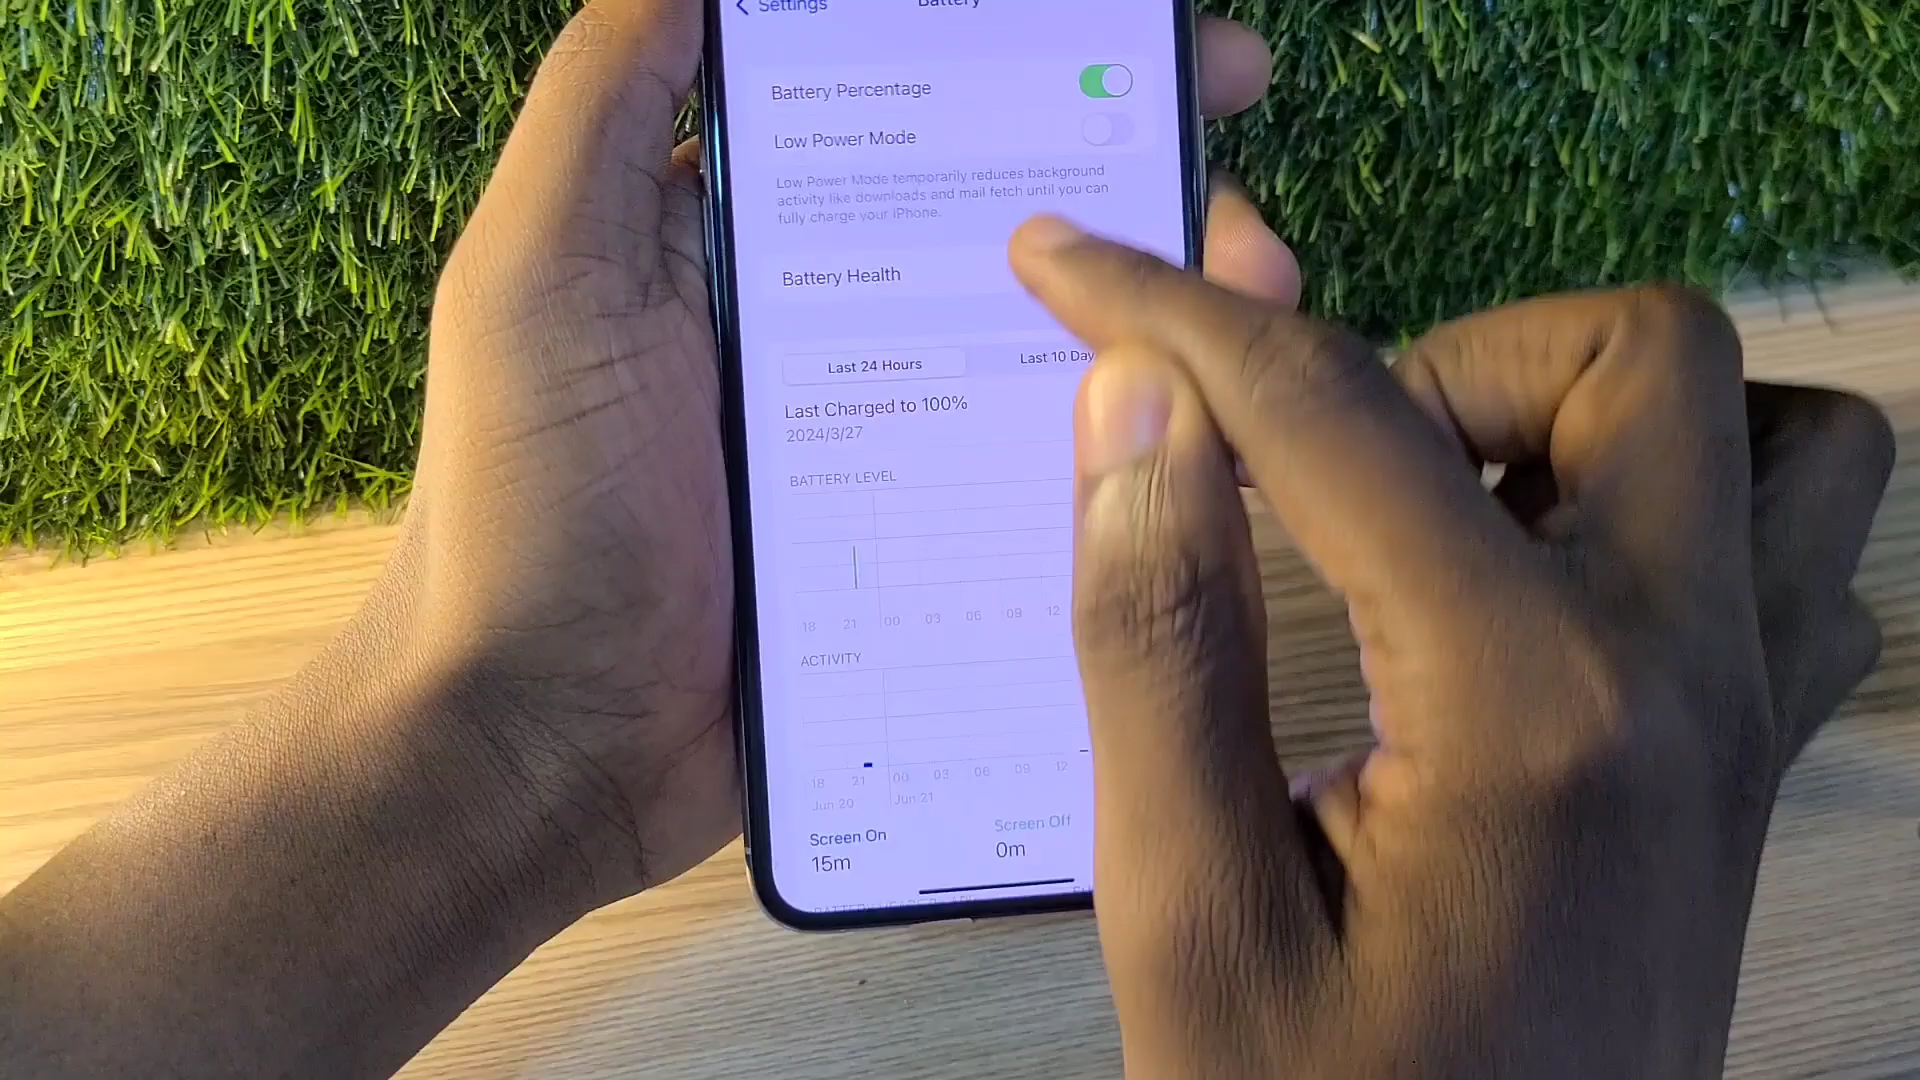 Settings
Battery
Battery Percentage
Low Power Mode
Low Power Mode temporarily reduces background
activity like downloads and mail fetch until you can
fully charge your iPhone.
Battery Health
Last 24 Hours
Last 10 Day
Last Charged to 100%
2024/3/27
BATTERY LEVEL
18 21 00 03 06 09 12
ACTIVITY
18 21 00 03 06 09 12
Jun 20 Jun 21
Screen On
Screen Off
15m
0m